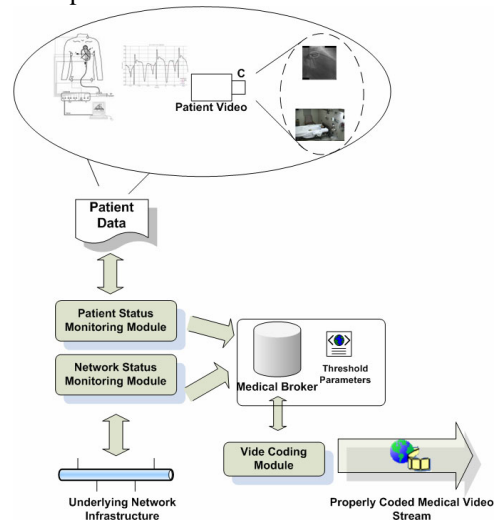 C
Patient Video
Patient
Data
Patient Status
Monitoring Module
Network Status
Monitoring Module
Medical Broker
Threshold
Parameters
Vide Coding
Module
Underlying Network
Infrastructure
Properly Coded Medical Video
Stream